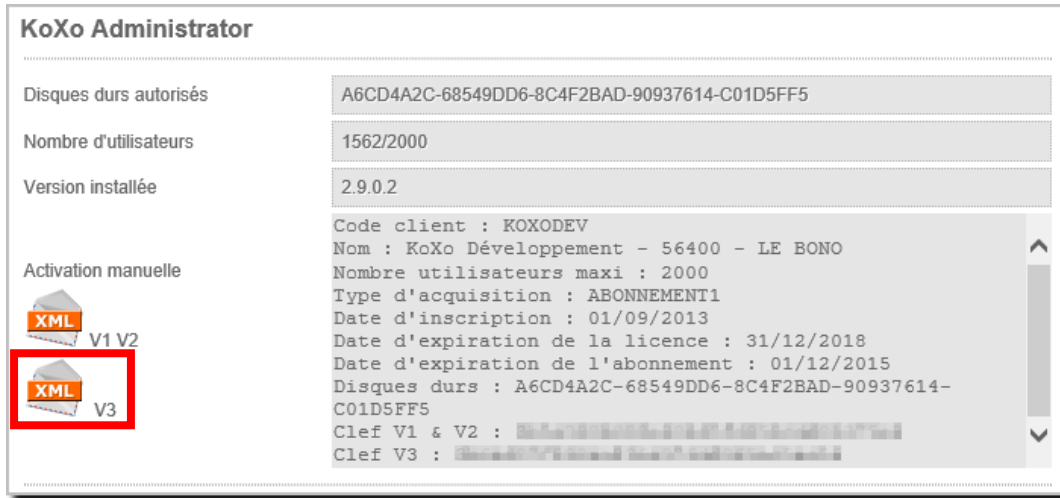 KoXo Administrator
Disques durs autorisés
A6CD4A2C-68549DD6-8C4F2BAD-90937614-C01D5FF5
Nombre d'utilisateurs
1562/2000
Version installée
2.9.0.2
Activation manuelle
XML V1 V2
XML V3
Code client : KOXODEV
Nom : KoXo Développement - 56400 - LE BONO
Nombre utilisateurs maxi : 2000
Type d'acquisition : ABONNEMENT1
Date d'inscription : 01/09/2013
Date d'expiration de la licence : 31/12/2018
Date d'expiration de l'abonnement : 01/12/2015
Disques durs : A6CD4A2C-68549DD6-8C4F2BAD-90937614-
C01D5FF5
Clef V1 & V2 :
Clef V3 :